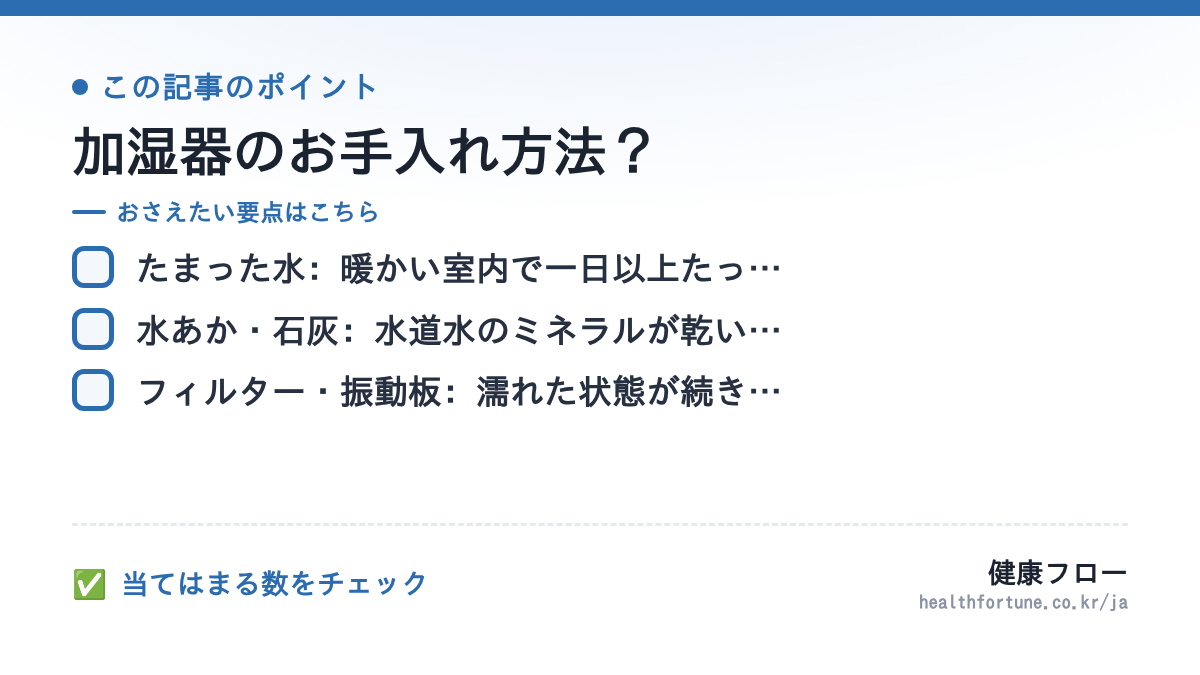 この記事のポイント
加湿器のお手入れ方法？
おさえたい要点はこちら
たまった水：暖かい室内で一日以上たっ…
水あか・石灰：水道水のミネラルが乾い…
フィルター・振動板：濡れた状態が続き…
✅ 当てはまる数をチェック
健康フロー
healthfortune.co.kr/ja